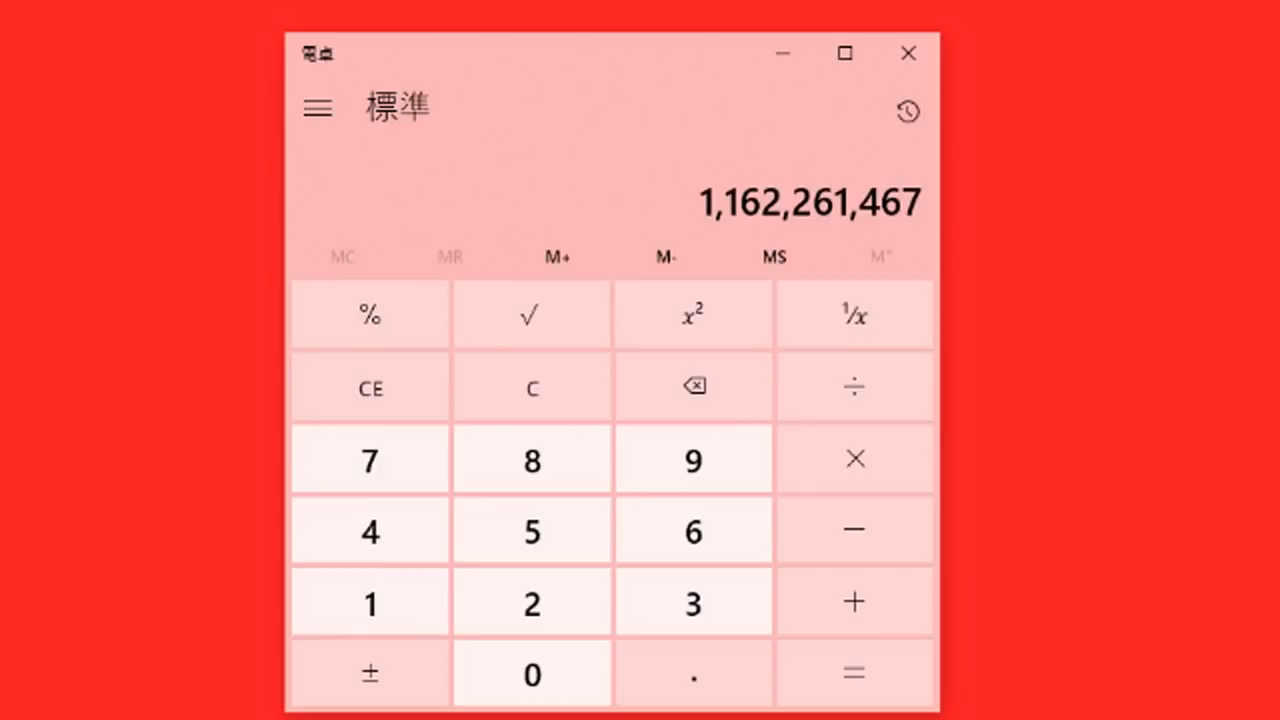 電卓
標準
1,162,261,467
MC MR M+ M- MS M˅
% √ x² ¹/x
CE C ÷
7 8 9 ×
4 5 6 −
1 2 3 +
± 0 . =